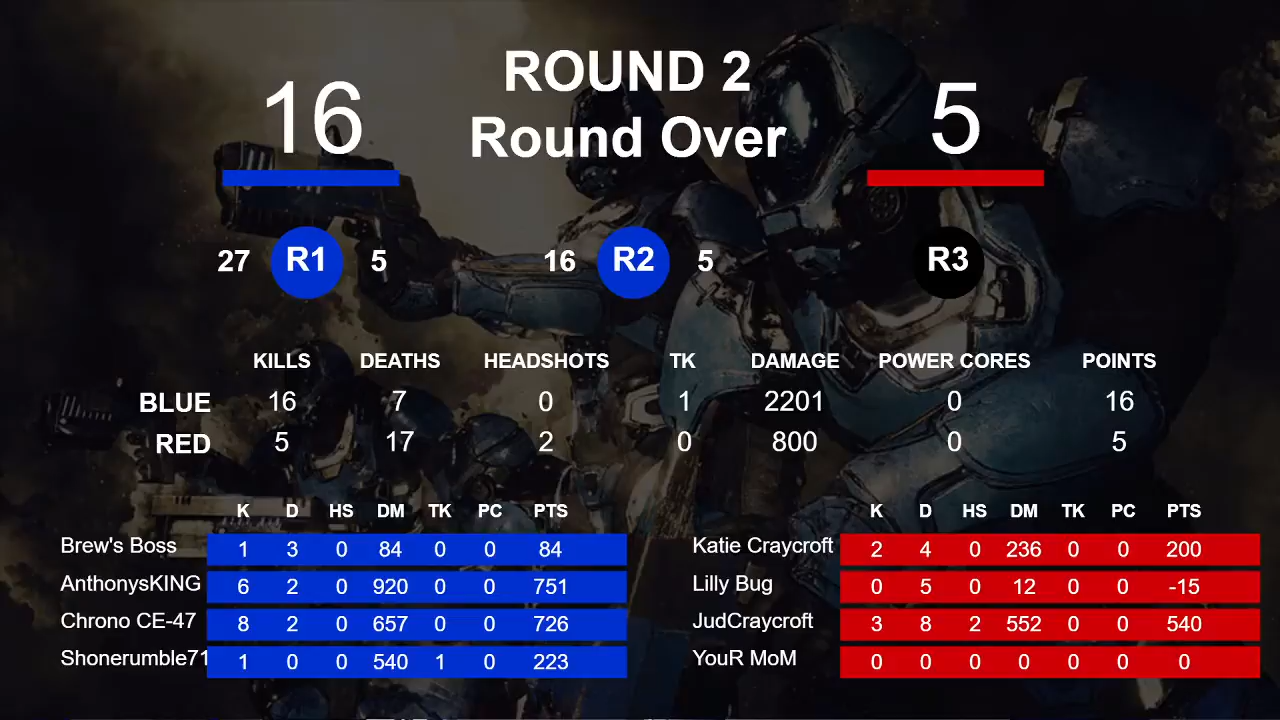 ROUND 2
16 5
Round Over
27 R1 5 16 R2 5 R3
KILLS DEATHS HEADSHOTS TK DAMAGE POWER CORES POINTS
BLUE 16 7 0 1 2201 0 16
RED 5 17 2 0 800 0 5
K D HS DM TK PC PTS K D HS DM TK PC PTS
Brew's Boss 1 3 0 84 0 0 84 Katie Craycroft 2 4 0 236 0 0 200
AnthonysKING 6 2 0 920 0 0 751 Lilly Bug 0 5 0 12 0 0 -15
Chrono CE-47 8 2 0 657 0 0 726 JudCraycroft 3 8 2 552 0 0 540
Shonerumble71 1 0 0 540 1 0 223 YouR MoM 0 0 0 0 0 0 0